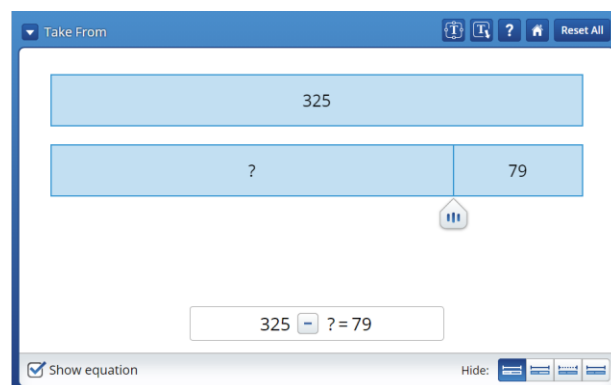 Take From T T ? Reset All
325
? 79
325 − ? = 79
Show equation Hide: